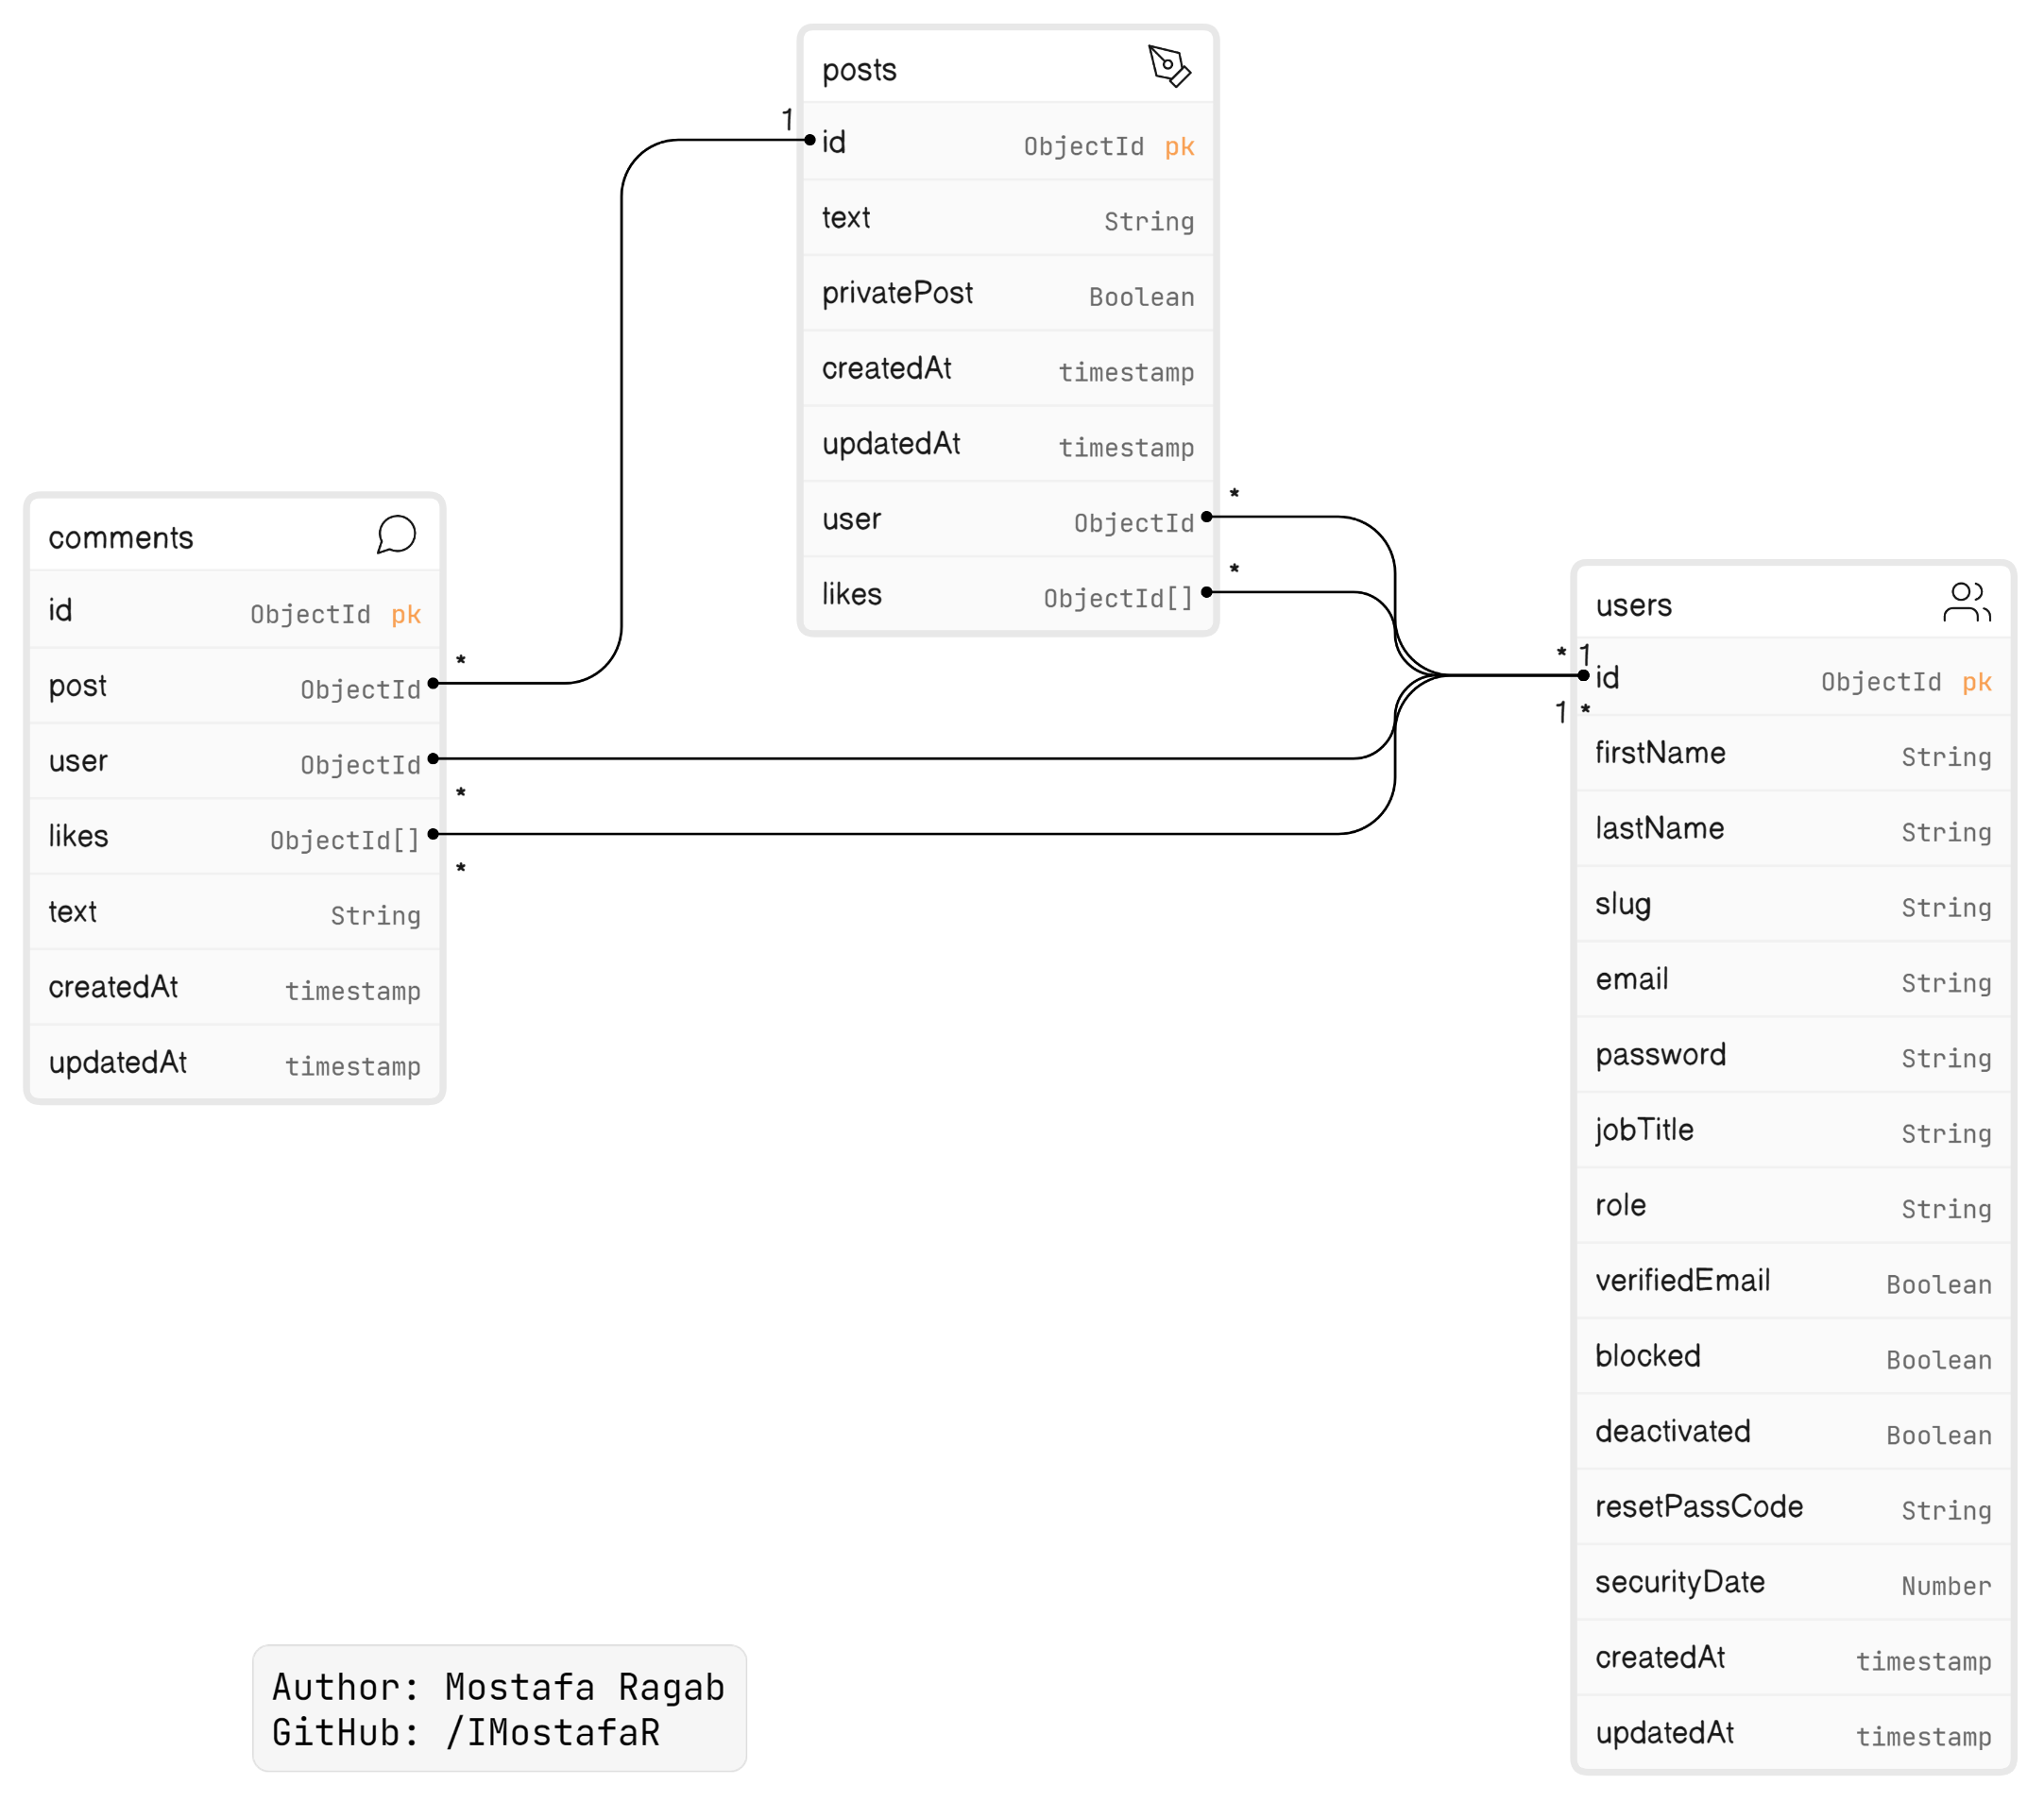 posts
1
id ObjectId pk
text String
privatePost Boolean
createdAt timestamp
updatedAt timestamp
*
user ObjectId
*
likes ObjectId[]
comments
id ObjectId pk
*
post ObjectId
user ObjectId
*
likes ObjectId[]
*
text String
createdAt timestamp
updatedAt timestamp
users
* 1
id ObjectId pk
1 *
firstName String
lastName String
slug String
email String
password String
jobTitle String
role String
verifiedEmail Boolean
blocked Boolean
deactivated Boolean
resetPassCode String
securityDate Number
createdAt timestamp
updatedAt timestamp
Author: Mostafa Ragab
GitHub: /IMostafaR